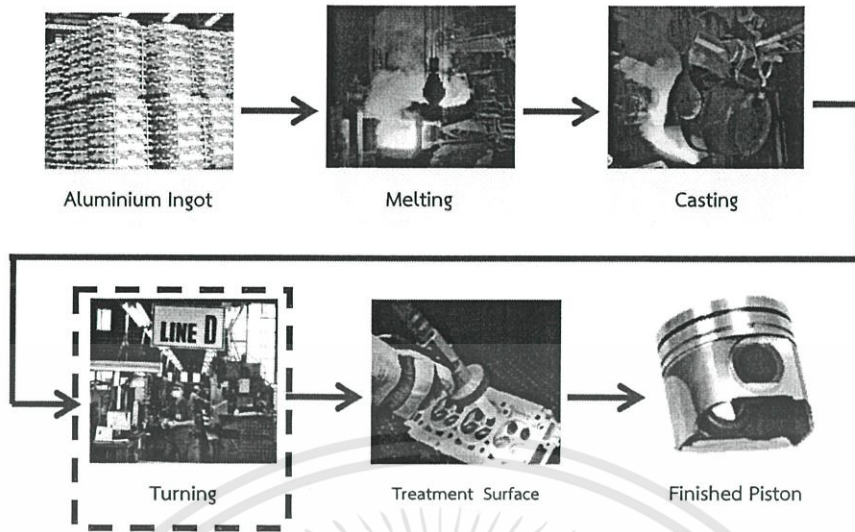 Aluminium Ingot
Melting
Casting
LINE D
Turning
Treatment Surface
Finished Piston